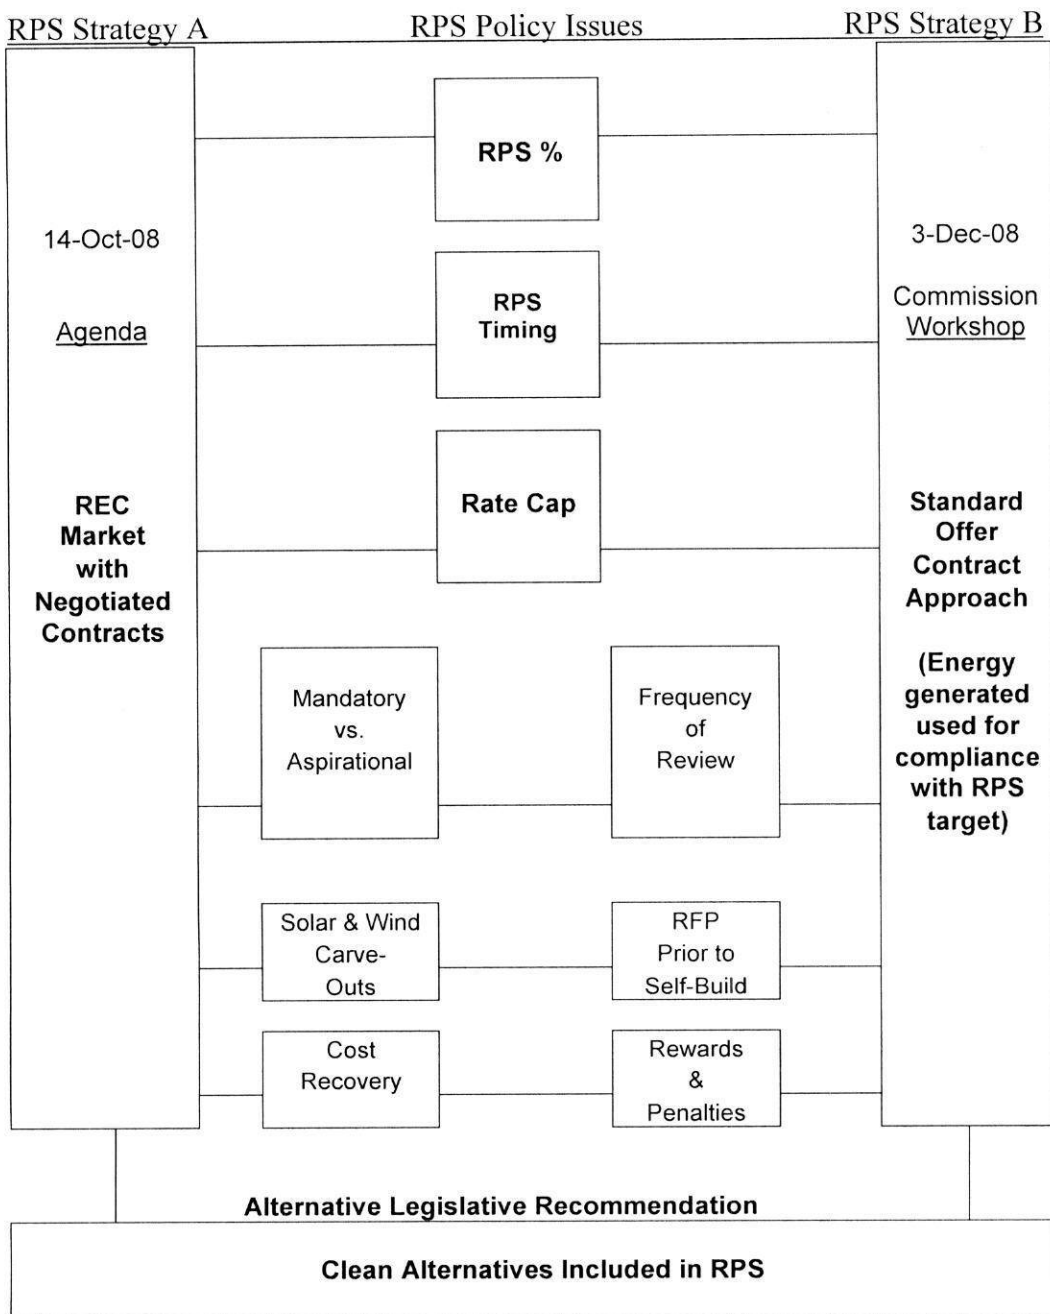 RPS Strategy A
RPS Policy Issues
RPS Strategy B
14-Oct-08
Agenda
REC
Market
with
Negotiated
Contracts
RPS %
RPS
Timing
Rate Cap
Mandatory
vs.
Aspirational
Frequency
of
Review
Solar & Wind
Carve-
Outs
RFP
Prior to
Self-Build
Cost
Recovery
Rewards
&
Penalties
3-Dec-08
Commission
Workshop
Standard
Offer
Contract
Approach
(Energy
generated
used for
compliance
with RPS
target)
Alternative Legislative Recommendation
Clean Alternatives Included in RPS